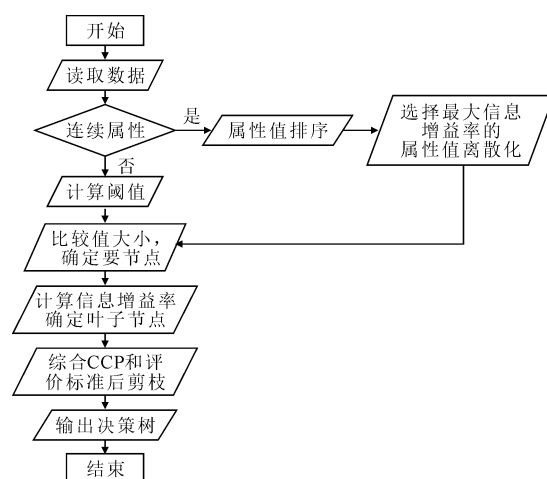 开始
读取数据
连续属性
是
属性值排序
选择最大信息
增益率的
属性值离散化
否
计算阈值
比较值大小，
确定要节点
计算信息增益率
确定叶子节点
综合CCP和评
价标准后剪枝
输出决策树
结束